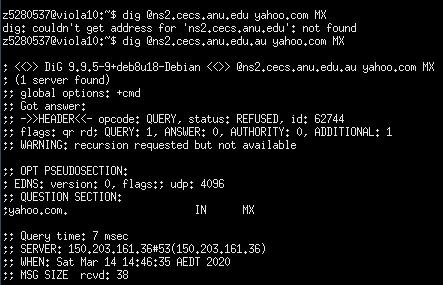 z5280537@viola10:~$ dig @ns2.cecs.anu.edu yahoo.com MX
dig: couldn't get address for 'ns2.cecs.anu.edu': not found
z5280537@viola10:~$ dig @ns2.cecs.anu.edu.au yahoo.com MX

; <<>> DiG 9.9.5-9+deb8u18-Debian <<>> @ns2.cecs.anu.edu.au yahoo.com MX
; (1 server found)
;; global options: +cmd
;; Got answer:
;; ->>HEADER<<- opcode: QUERY, status: REFUSED, id: 62744
;; flags: qr rd; QUERY: 1, ANSWER: 0, AUTHORITY: 0, ADDITIONAL: 1
;; WARNING: recursion requested but not available

;; OPT PSEUDOSECTION:
; EDNS: version: 0, flags:; udp: 4096
;; QUESTION SECTION:
;yahoo.com. IN MX

;; Query time: 7 msec
;; SERVER: 150.203.161.36#53(150.203.161.36)
;; WHEN: Sat Mar 14 14:46:35 AEDT 2020
;; MSG SIZE rcvd: 38